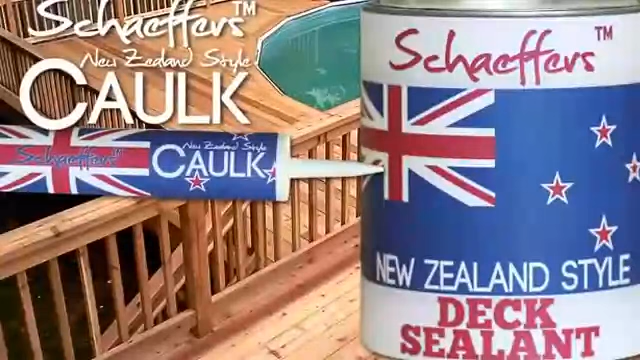 Schaeffers™
New Zealand Style
CAULK
Schaeffers™
New Zealand Style
CAULK
Schaeffers™
NEW ZEALAND STYLE
DECK
SEALANT